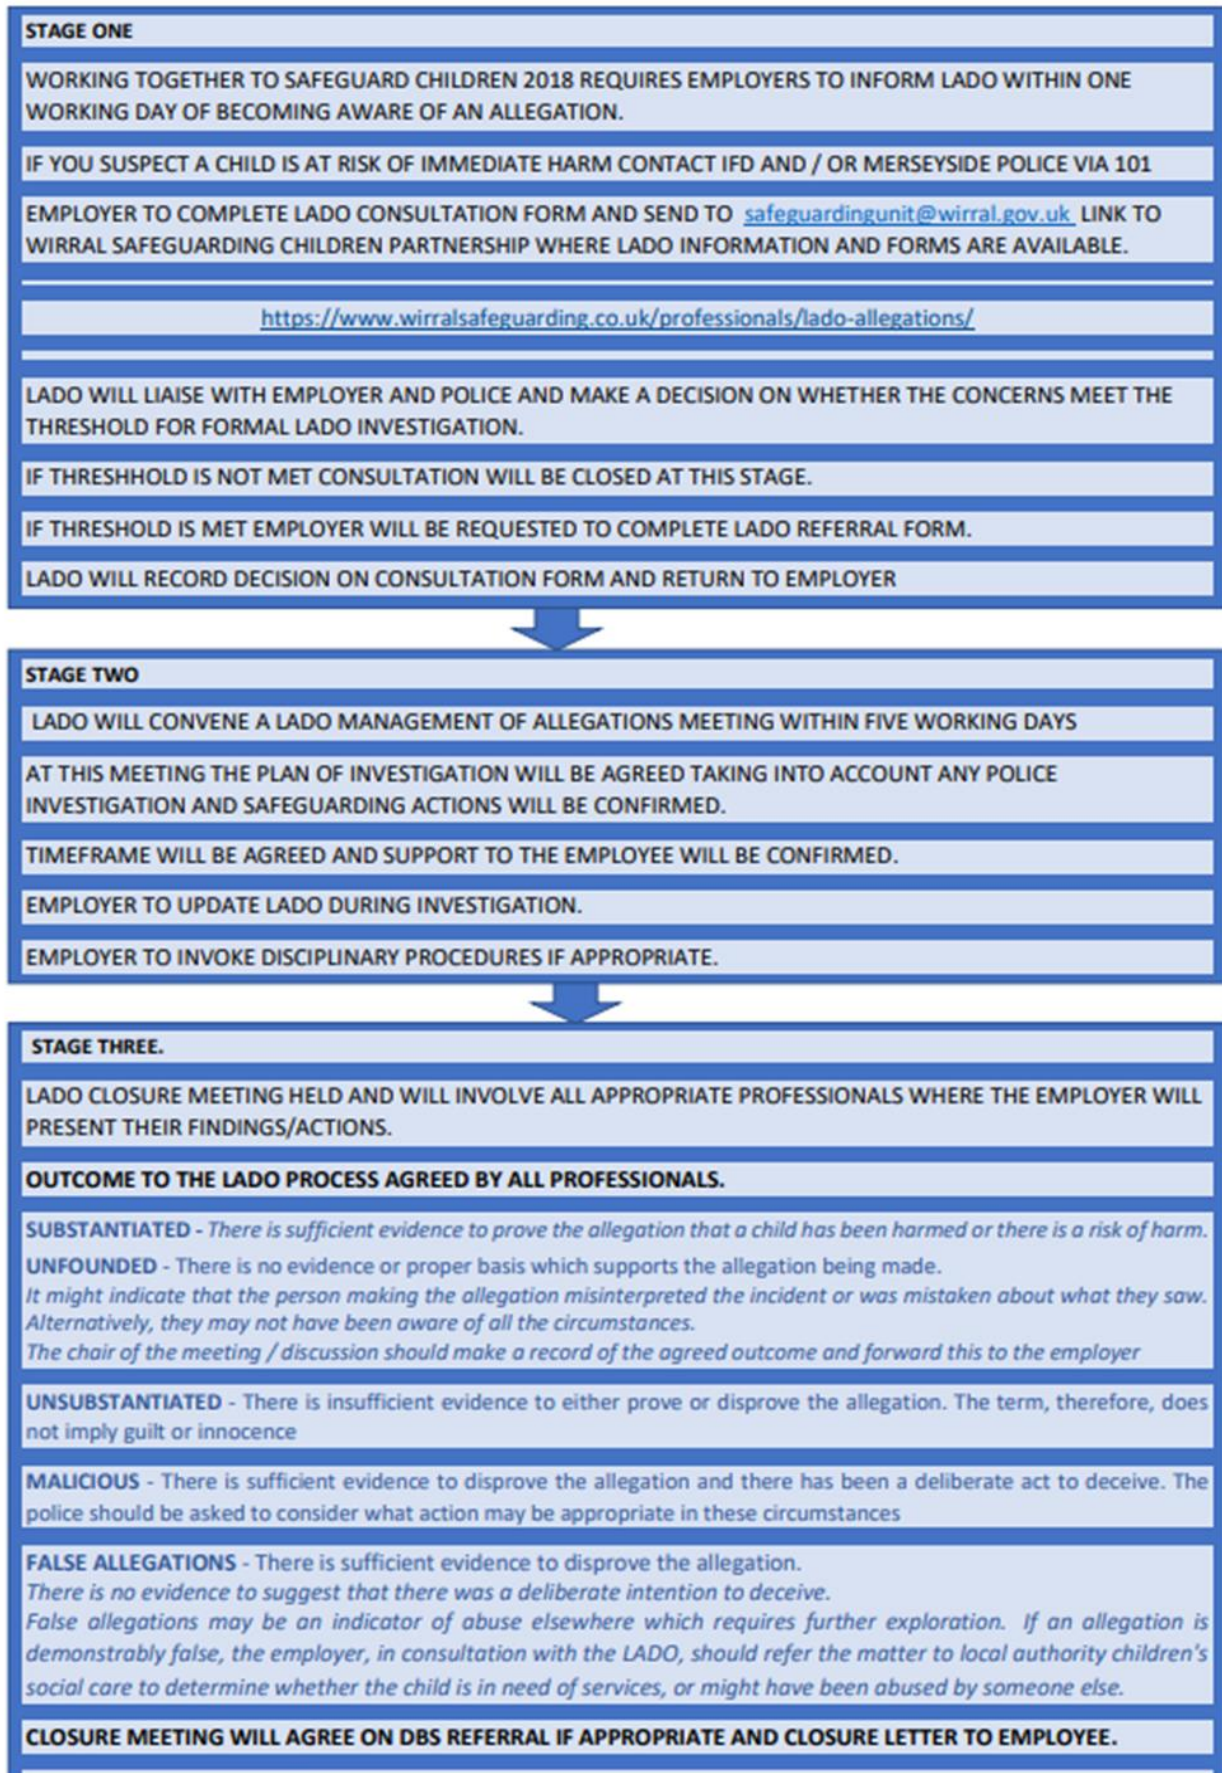 STAGE ONE
WORKING TOGETHER TO SAFEGUARD CHILDREN 2018 REQUIRES EMPLOYERS TO INFORM LADO WITHIN ONE
WORKING DAY OF BECOMING AWARE OF AN ALLEGATION.
IF YOU SUSPECT A CHILD IS AT RISK OF IMMEDIATE HARM CONTACT IFD AND / OR MERSEYSIDE POLICE VIA 101
EMPLOYER TO COMPLETE LADO CONSULTATION FORM AND SEND TO safeguardingunit@wirral.gov.uk LINK TO
WIRRAL SAFEGUARDING CHILDREN PARTNERSHIP WHERE LADO INFORMATION AND FORMS ARE AVAILABLE.
https://www.wirralsafeguarding.co.uk/professionals/lado-allegations/
LADO WILL LIAISE WITH EMPLOYER AND POLICE AND MAKE A DECISION ON WHETHER THE CONCERNS MEET THE
THRESHOLD FOR FORMAL LADO INVESTIGATION.
IF THRESHHOLD IS NOT MET CONSULTATION WILL BE CLOSED AT THIS STAGE.
IF THRESHOLD IS MET EMPLOYER WILL BE REQUESTED TO COMPLETE LADO REFERRAL FORM.
LADO WILL RECORD DECISION ON CONSULTATION FORM AND RETURN TO EMPLOYER
STAGE TWO
LADO WILL CONVENE A LADO MANAGEMENT OF ALLEGATIONS MEETING WITHIN FIVE WORKING DAYS
AT THIS MEETING THE PLAN OF INVESTIGATION WILL BE AGREED TAKING INTO ACCOUNT ANY POLICE
INVESTIGATION AND SAFEGUARDING ACTIONS WILL BE CONFIRMED.
TIMEFRAME WILL BE AGREED AND SUPPORT TO THE EMPLOYEE WILL BE CONFIRMED.
EMPLOYER TO UPDATE LADO DURING INVESTIGATION.
EMPLOYER TO INVOKE DISCIPLINARY PROCEDURES IF APPROPRIATE.
STAGE THREE.
LADO CLOSURE MEETING HELD AND WILL INVOLVE ALL APPROPRIATE PROFESSIONALS WHERE THE EMPLOYER WILL
PRESENT THEIR FINDINGS/ACTIONS.
OUTCOME TO THE LADO PROCESS AGREED BY ALL PROFESSIONALS.
SUBSTANTIATED - There is sufficient evidence to prove the allegation that a child has been harmed or there is a risk of harm.
UNFOUNDED - There is no evidence or proper basis which supports the allegation being made.
It might indicate that the person making the allegation misinterpreted the incident or was mistaken about what they saw.
Alternatively, they may not have been aware of all the circumstances.
The chair of the meeting / discussion should make a record of the agreed outcome and forward this to the employer
UNSUBSTANTIATED - There is insufficient evidence to either prove or disprove the allegation. The term, therefore, does
not imply guilt or innocence
MALICIOUS - There is sufficient evidence to disprove the allegation and there has been a deliberate act to deceive. The
police should be asked to consider what action may be appropriate in these circumstances
FALSE ALLEGATIONS - There is sufficient evidence to disprove the allegation.
There is no evidence to suggest that there was a deliberate intention to deceive.
False allegations may be an indicator of abuse elsewhere which requires further exploration. If an allegation is
demonstrably false, the employer, in consultation with the LADO, should refer the matter to local authority children's
social care to determine whether the child is in need of services, or might have been abused by someone else.
CLOSURE MEETING WILL AGREE ON DBS REFERRAL IF APPROPRIATE AND CLOSURE LETTER TO EMPLOYEE.